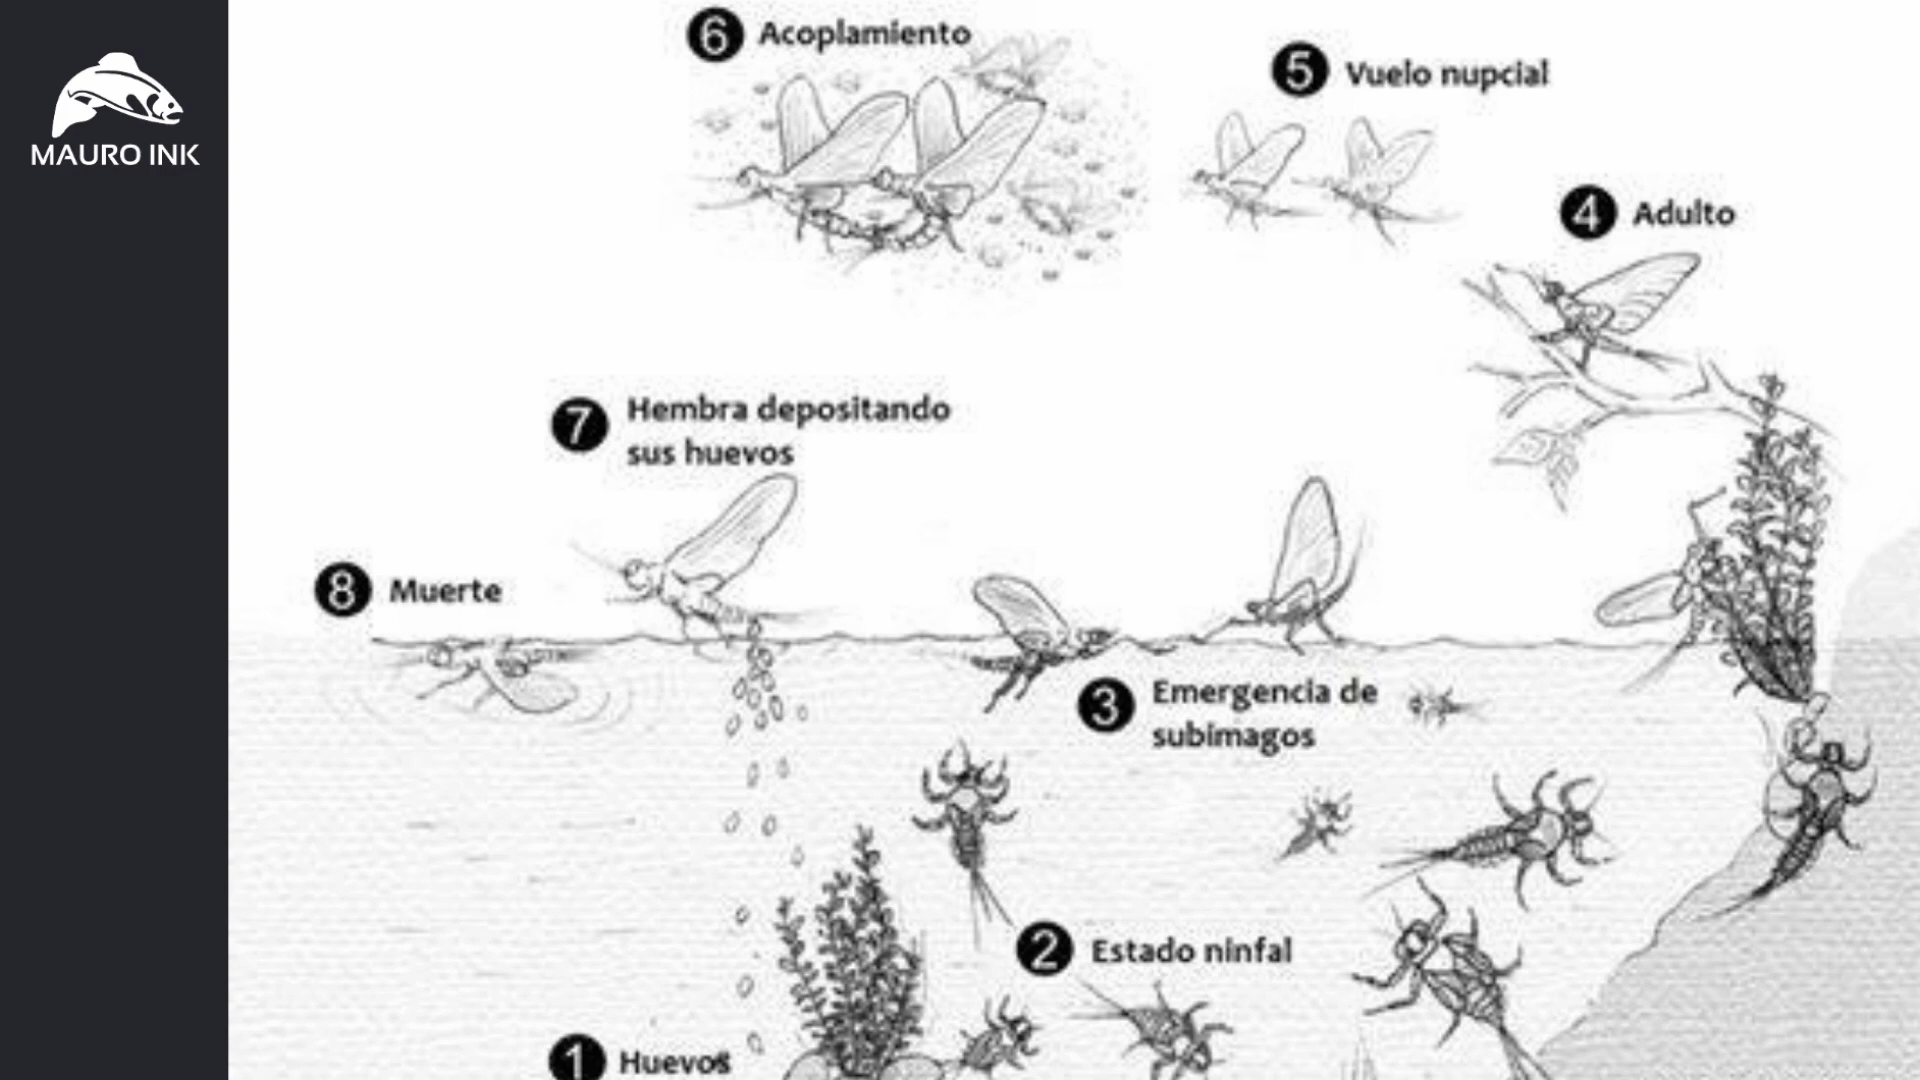 MAURO INK
6 Acoplamiento
5 Vuelo nupcial
4 Adulto
7 Hembra depositando
sus huevos
8 Muerte
3 Emergencia de
subimagos
2 Estado ninfal
1 Huevos